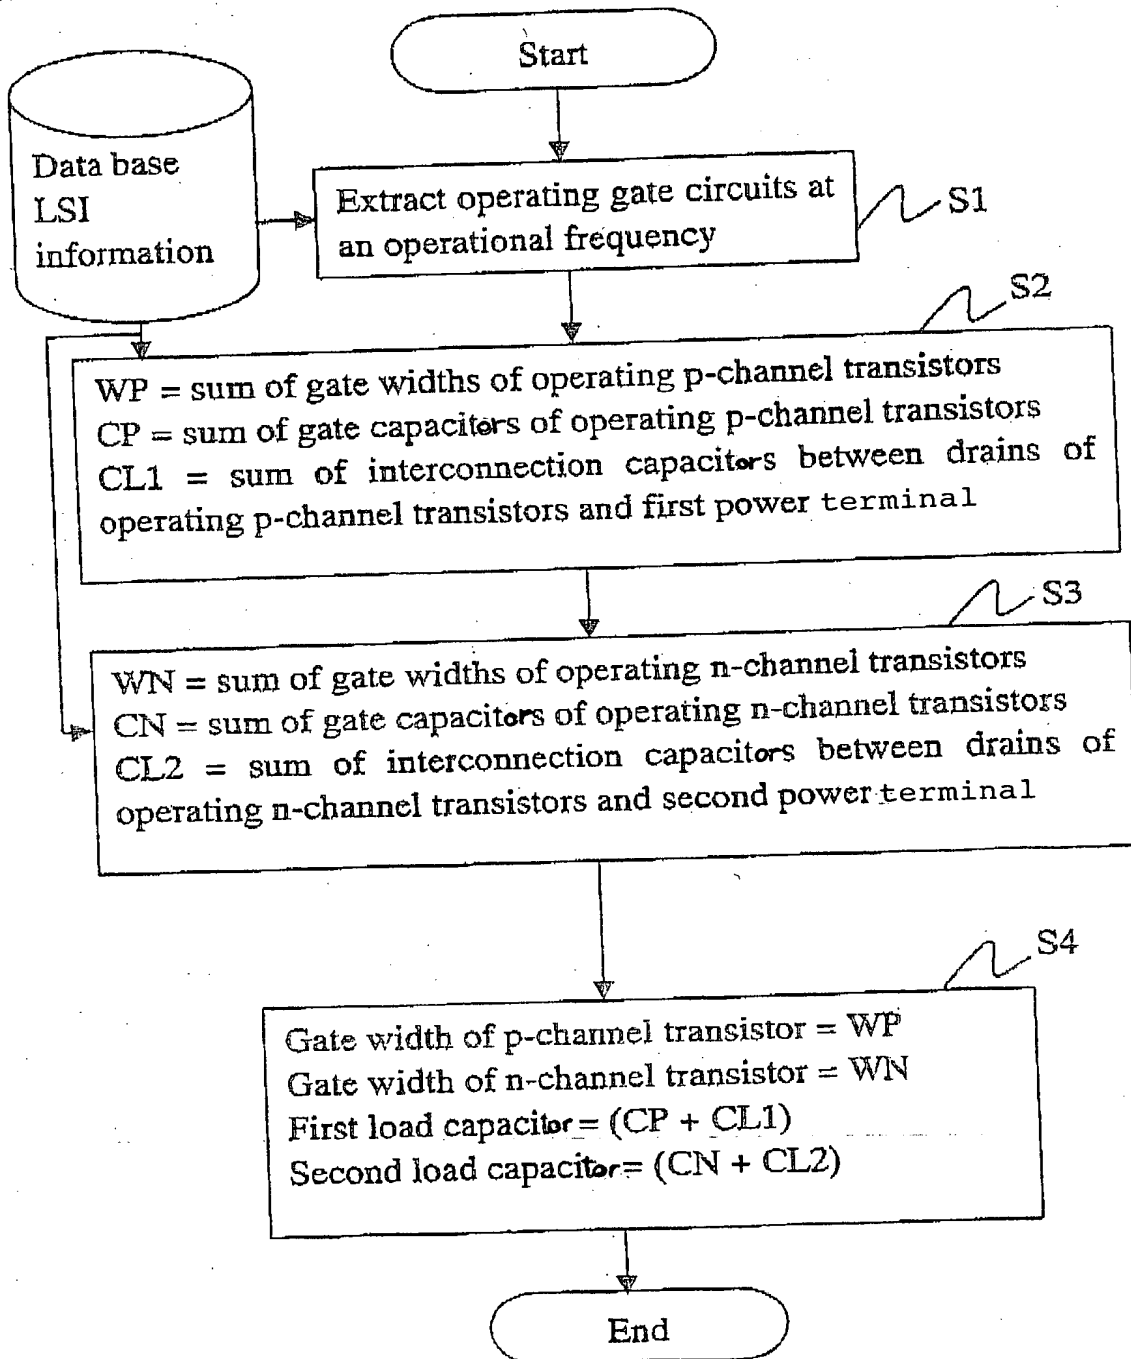 Start
Data base
LSI
information
Extract operating gate circuits at
an operational frequency
S1
S2
WP = sum of gate widths of operating p-channel transistors
CP = sum of gate capacitors of operating p-channel transistors
CL1 = sum of interconnection capacitors between drains of
operating p-channel transistors and first power terminal
S3
WN = sum of gate widths of operating n-channel transistors
CN = sum of gate capacitors of operating n-channel transistors
CL2 = sum of interconnection capacitors between drains of
operating n-channel transistors and second power terminal
S4
Gate width of p-channel transistor = WP
Gate width of n-channel transistor = WN
First load capacitor = (CP + CL1)
Second load capacitor = (CN + CL2)
End